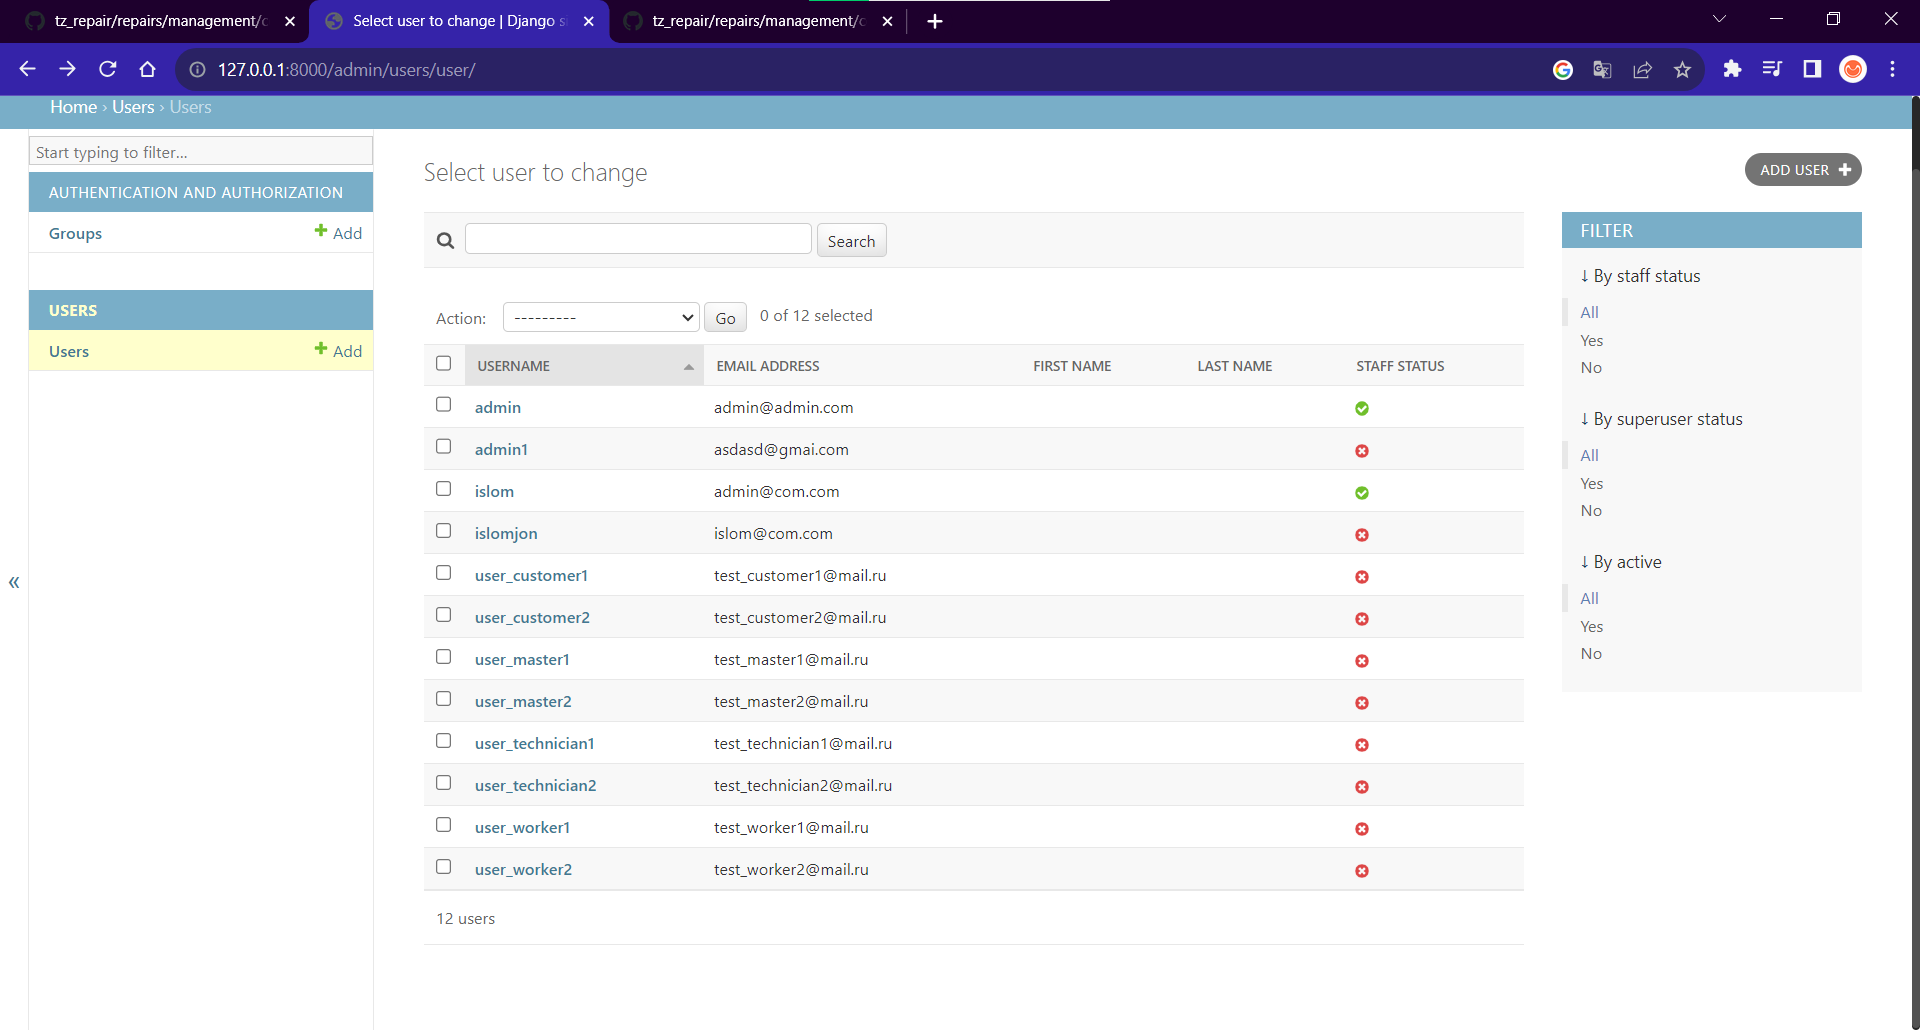 tz_repair/repairs/management/c
Select user to change | Django s
tz_repair/repairs/management/c
127.0.0.1:8000/admin/users/user/
Home › Users › Users
Start typing to filter...
AUTHENTICATION AND AUTHORIZATION
Groups Add
USERS
Users Add
«
Select user to change
ADD USER
Search
Action: --------- Go 0 of 12 selected
USERNAME EMAIL ADDRESS FIRST NAME LAST NAME STAFF STATUS
admin admin@admin.com
admin1 asdasd@gmai.com
islom admin@com.com
islomjon islom@com.com
user_customer1 test_customer1@mail.ru
user_customer2 test_customer2@mail.ru
user_master1 test_master1@mail.ru
user_master2 test_master2@mail.ru
user_technician1 test_technician1@mail.ru
user_technician2 test_technician2@mail.ru
user_worker1 test_worker1@mail.ru
user_worker2 test_worker2@mail.ru
12 users
FILTER
↓ By staff status
All
Yes
No
↓ By superuser status
All
Yes
No
↓ By active
All
Yes
No